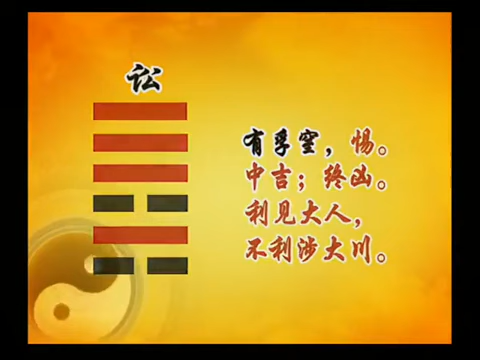 讼
有孚窒，惕。
中吉；终凶。
利见大人，
不利涉大川。